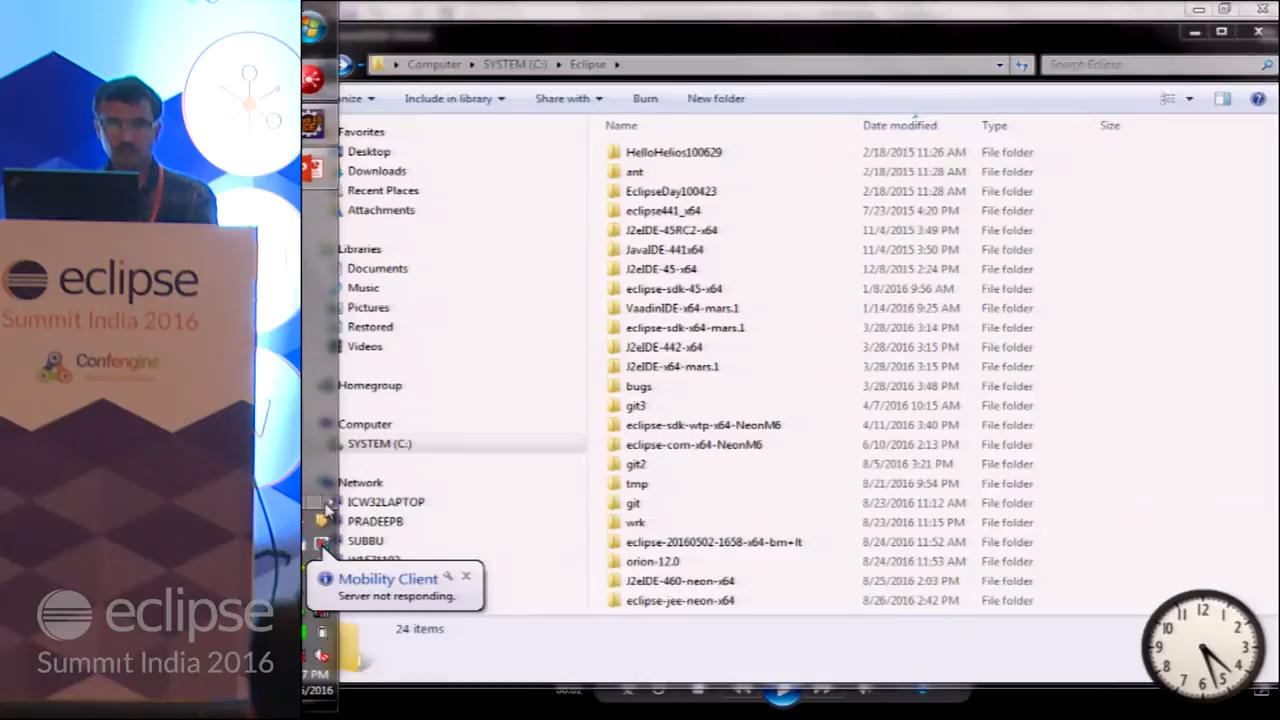 Computer ▸ SYSTEM (C:) ▸ Eclipse ▸
Search Eclipse
nize
Include in library
Share with
Burn
New folder
Favorites
Desktop
Downloads
Recent Places
Attachments
Libraries
Documents
Music
Pictures
Restored
Videos
Homegroup
Computer
SYSTEM (C:)
Network
ICW32LAPTOP
PRADEEPB
SUBBU
Name Date modified Type Size
HelloHelios100629 2/18/2015 11:26 AM File folder
ant 2/18/2015 11:28 AM File folder
EclipseDay100423 2/18/2015 11:28 AM File folder
eclipse441_x64 7/23/2015 4:20 PM File folder
J2eIDE-45RC2-x64 11/4/2015 3:49 PM File folder
JavaIDE-441x64 11/4/2015 3:50 PM File folder
J2eIDE-45-x64 12/8/2015 2:24 PM File folder
eclipse-sdk-45-x64 1/8/2016 9:56 AM File folder
VaadinIDE-x64-mars.1 1/14/2016 9:25 AM File folder
eclipse-sdk-x64-mars.1 3/28/2016 3:14 PM File folder
J2eIDE-442-x64 3/28/2016 3:15 PM File folder
J2eIDE-x64-mars.1 3/28/2016 3:15 PM File folder
bugs 3/28/2016 3:48 PM File folder
git3 4/7/2016 10:15 AM File folder
eclipse-sdk-wtp-x64-NeonM6 4/11/2016 3:40 PM File folder
eclipse-com-x64-NeonM6 6/10/2016 2:13 PM File folder
git2 8/5/2016 3:21 PM File folder
tmp 8/21/2016 9:54 PM File folder
git 8/23/2016 11:12 AM File folder
wrk 8/23/2016 11:15 PM File folder
eclipse-20160502-1658-x64-bm+lt 8/24/2016 11:52 AM File folder
orion-12.0 8/24/2016 11:53 AM File folder
J2eIDE-460-neon-x64 8/25/2016 2:03 PM File folder
eclipse-jee-neon-x64 8/26/2016 2:42 PM File folder
Mobility Client
Server not responding.
24 items
7 PM
/2016
eclipse
Summit India 2016
Confengine
eclipse
Summit India 2016
12
1
2
3
4
5
6
7
8
9
10
11